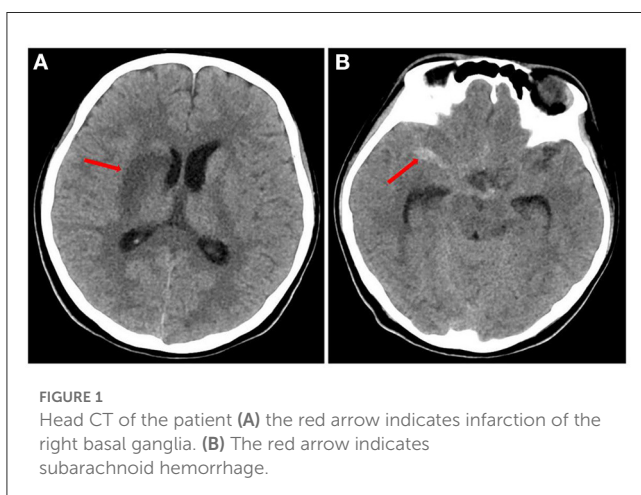 A
B
FIGURE 1
Head CT of the patient (A) the red arrow indicates infarction of the
right basal ganglia. (B) The red arrow indicates
subarachnoid hemorrhage.